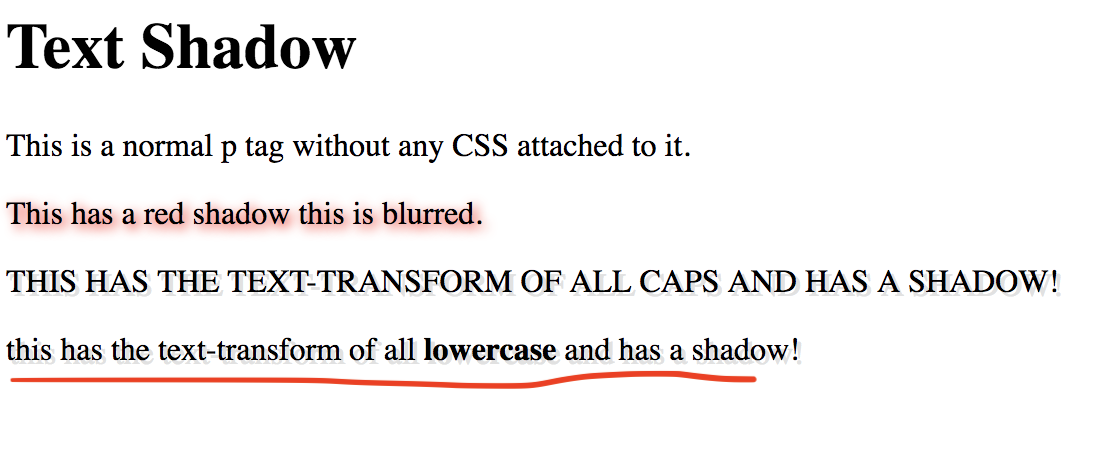 Text Shadow
This is a normal p tag without any CSS attached to it.
This has a red shadow this is blurred.
THIS HAS THE TEXT-TRANSFORM OF ALL CAPS AND HAS A SHADOW!
this has the text-transform of all lowercase and has a shadow!